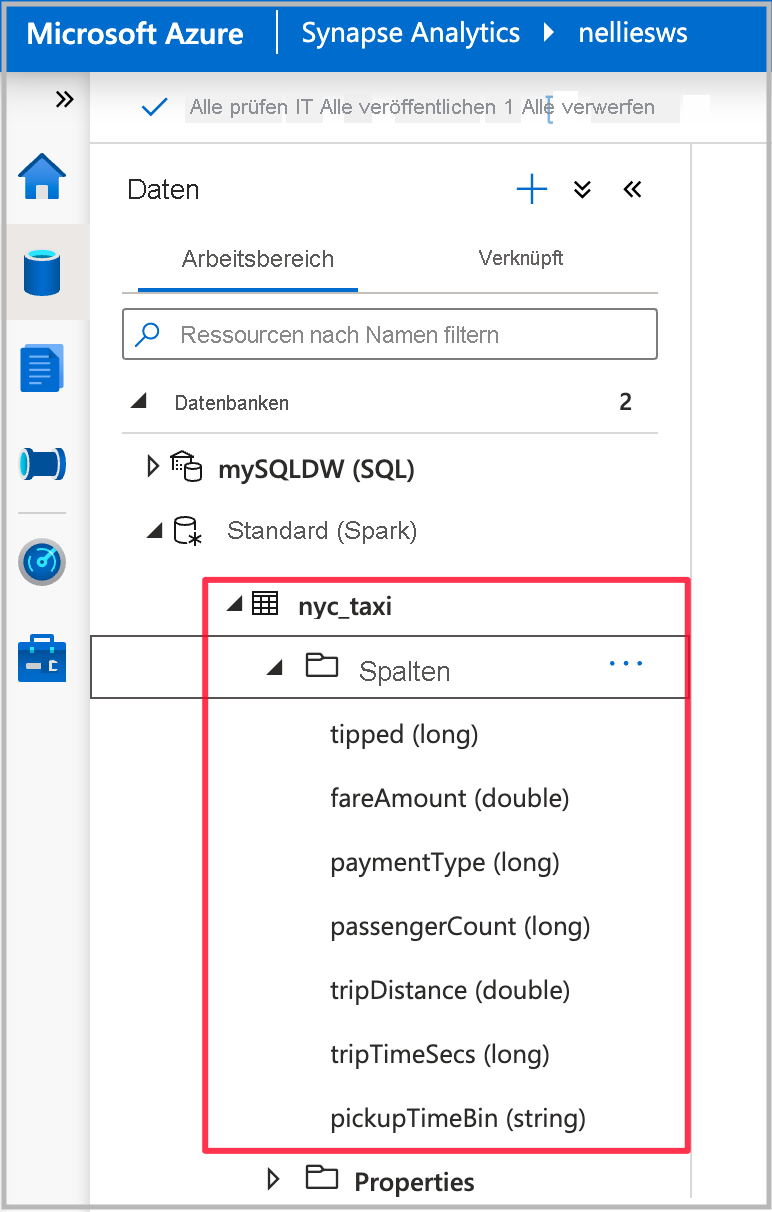 Microsoft Azure Synapse Analytics nelliesws
Alle prüfen IT Alle veröffentlichen 1 Alle verwerfen
Daten
Arbeitsbereich Verknüpft
Ressourcen nach Namen filtern
Datenbanken 2
mySQLDW (SQL)
Standard (Spark)
nyc_taxi
Spalten ...
tipped (long)
fareAmount (double)
paymentType (long)
passengerCount (long)
tripDistance (double)
tripTimeSecs (long)
pickupTimeBin (string)
Properties